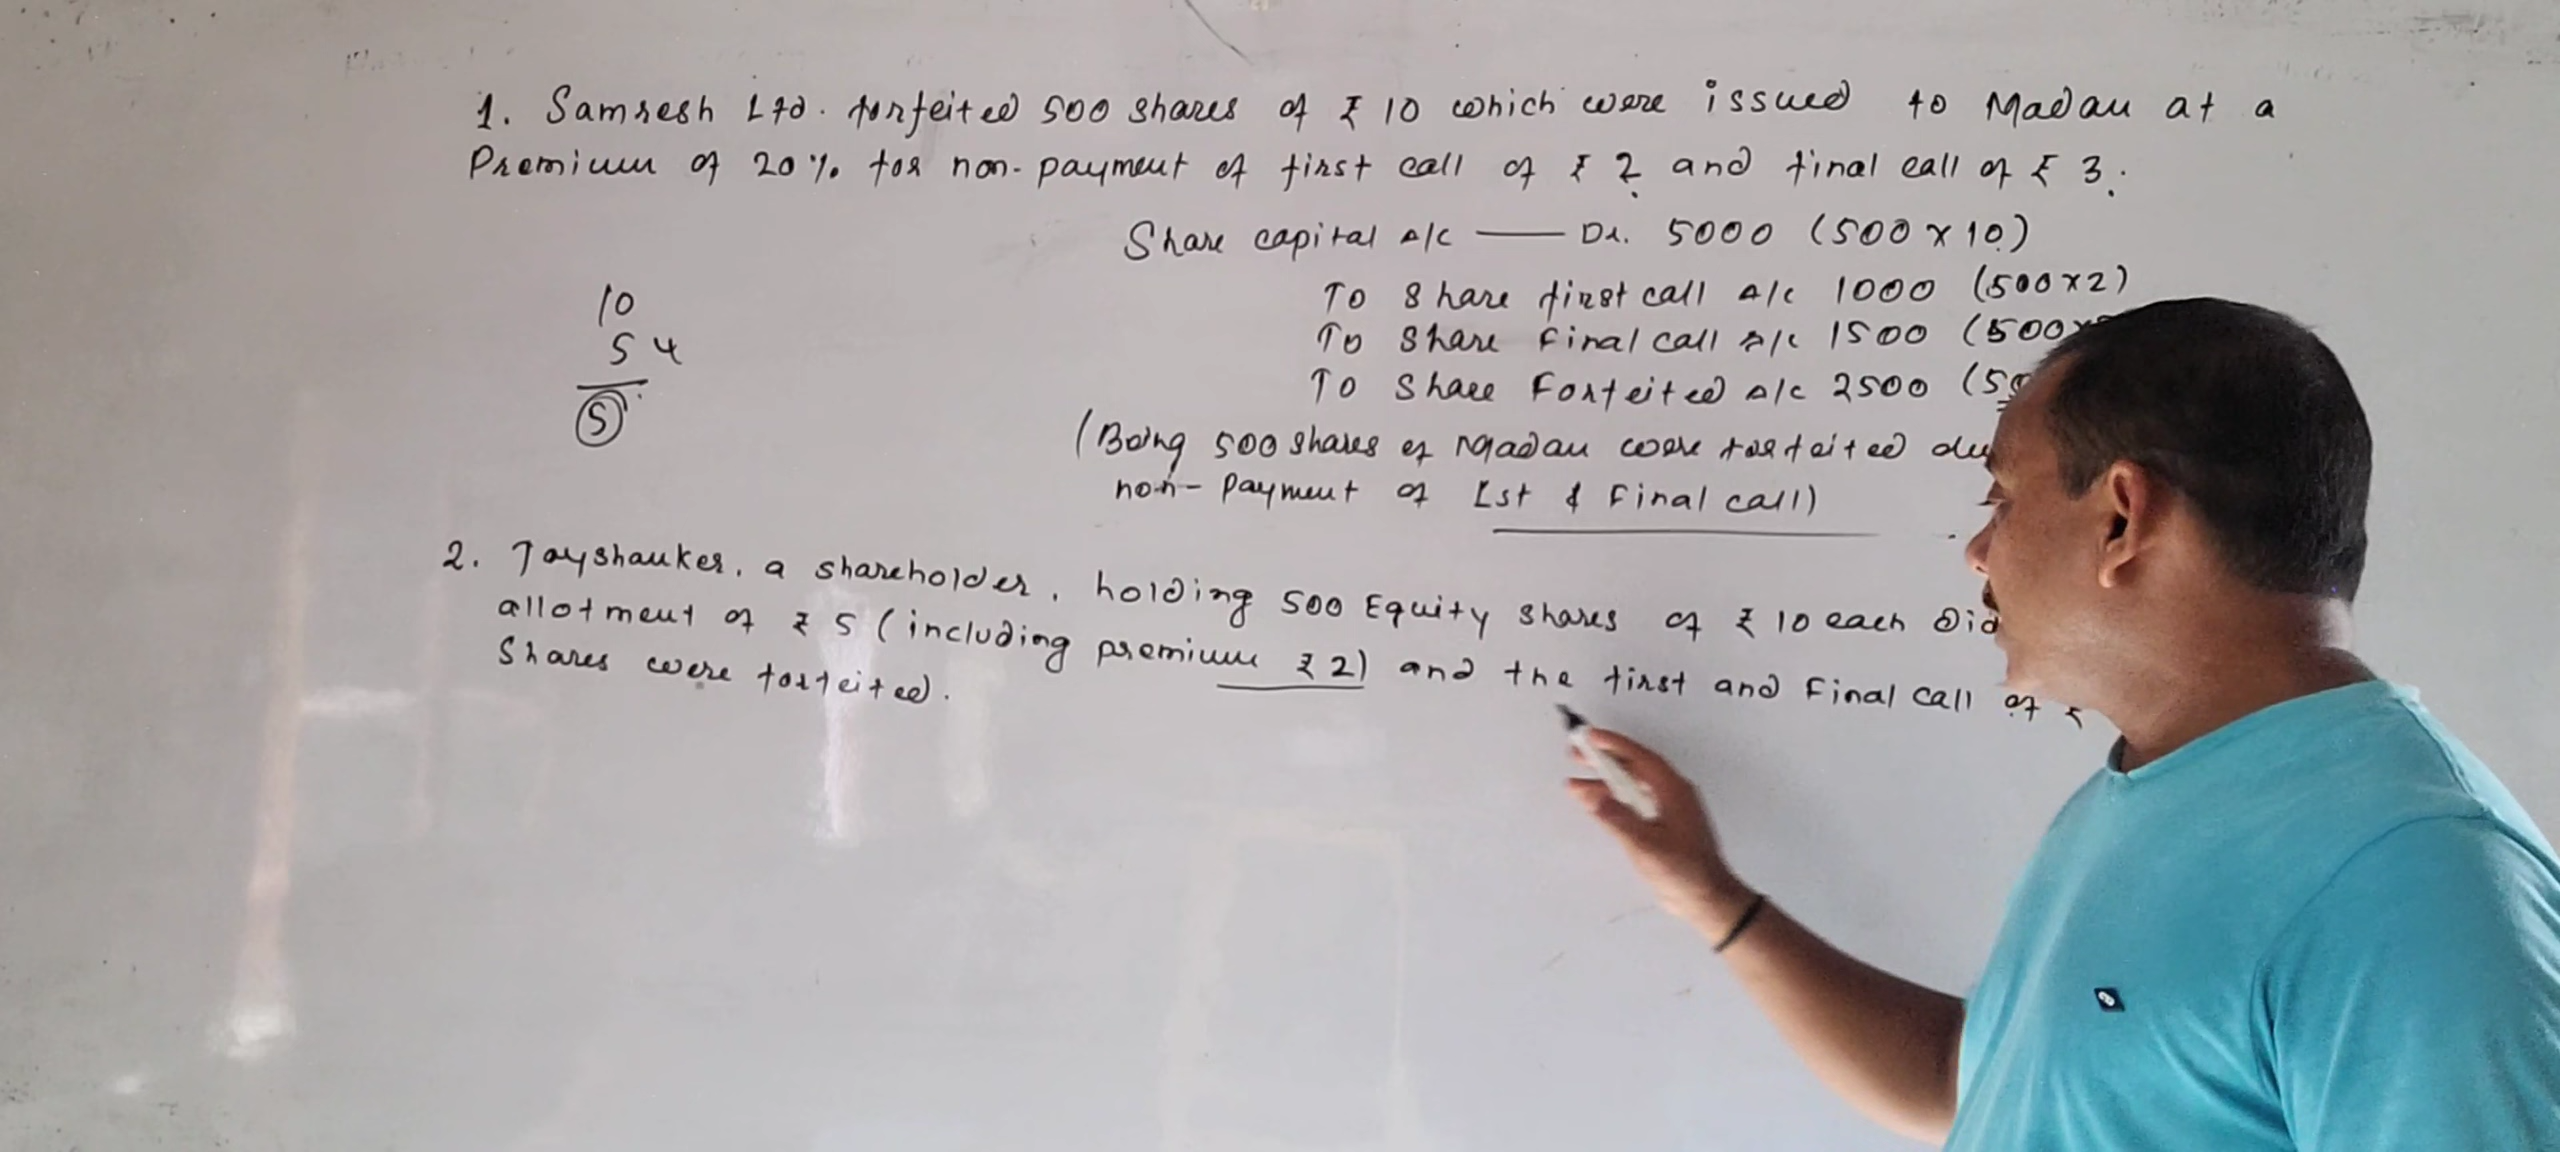 1. Samresh Ltd. forfeited 500 shares of ₹ 10 which were issued to Madan at a
Premium of 20% for non-payment of first call of ₹ 2 and final call of ₹ 3.
Share capital A/c — Dr. 5000 (500 x 10)
To Share first call A/c 1000 (500x2)
To Share Final call A/c 1500 (500x
To Share Forfeited A/c 2500 (5
(Being 500 shares of Madan were forfeited
non-Payment of Ist & Final call)
10
5 4
5
2. Jayshanker, a shareholder, holding 500 Equity shares of ₹ 10 each
allotment of ₹ 5 (including premium ₹ 2) and the first and Final call of ₹
Shares were forfeited.